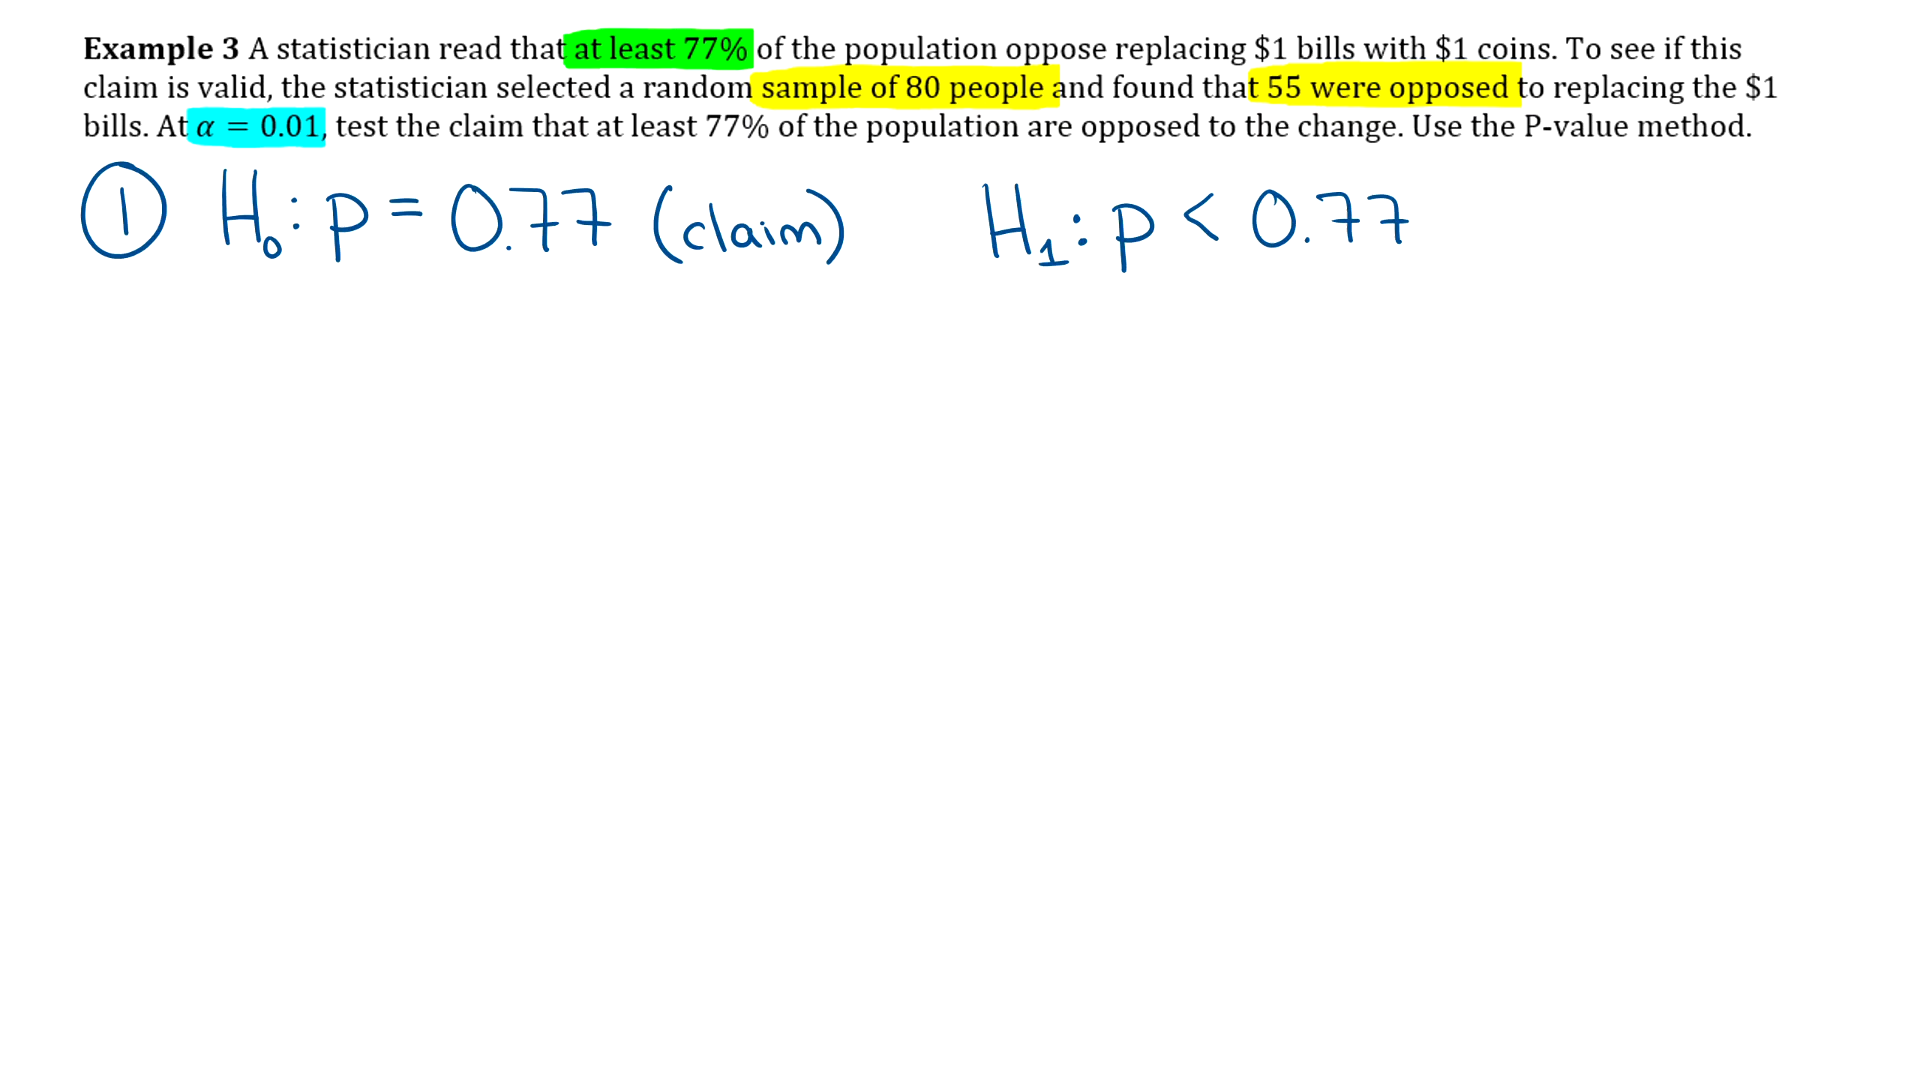 Example 3 A statistician read that at least 77% of the population oppose replacing $1 bills with $1 coins. To see if this
claim is valid, the statistician selected a random sample of 80 people and found that 55 were opposed to replacing the $1
bills. At α = 0.01, test the claim that at least 77% of the population are opposed to the change. Use the P-value method.
① H₀: p = 0.77 (claim) H₁: p < 0.77